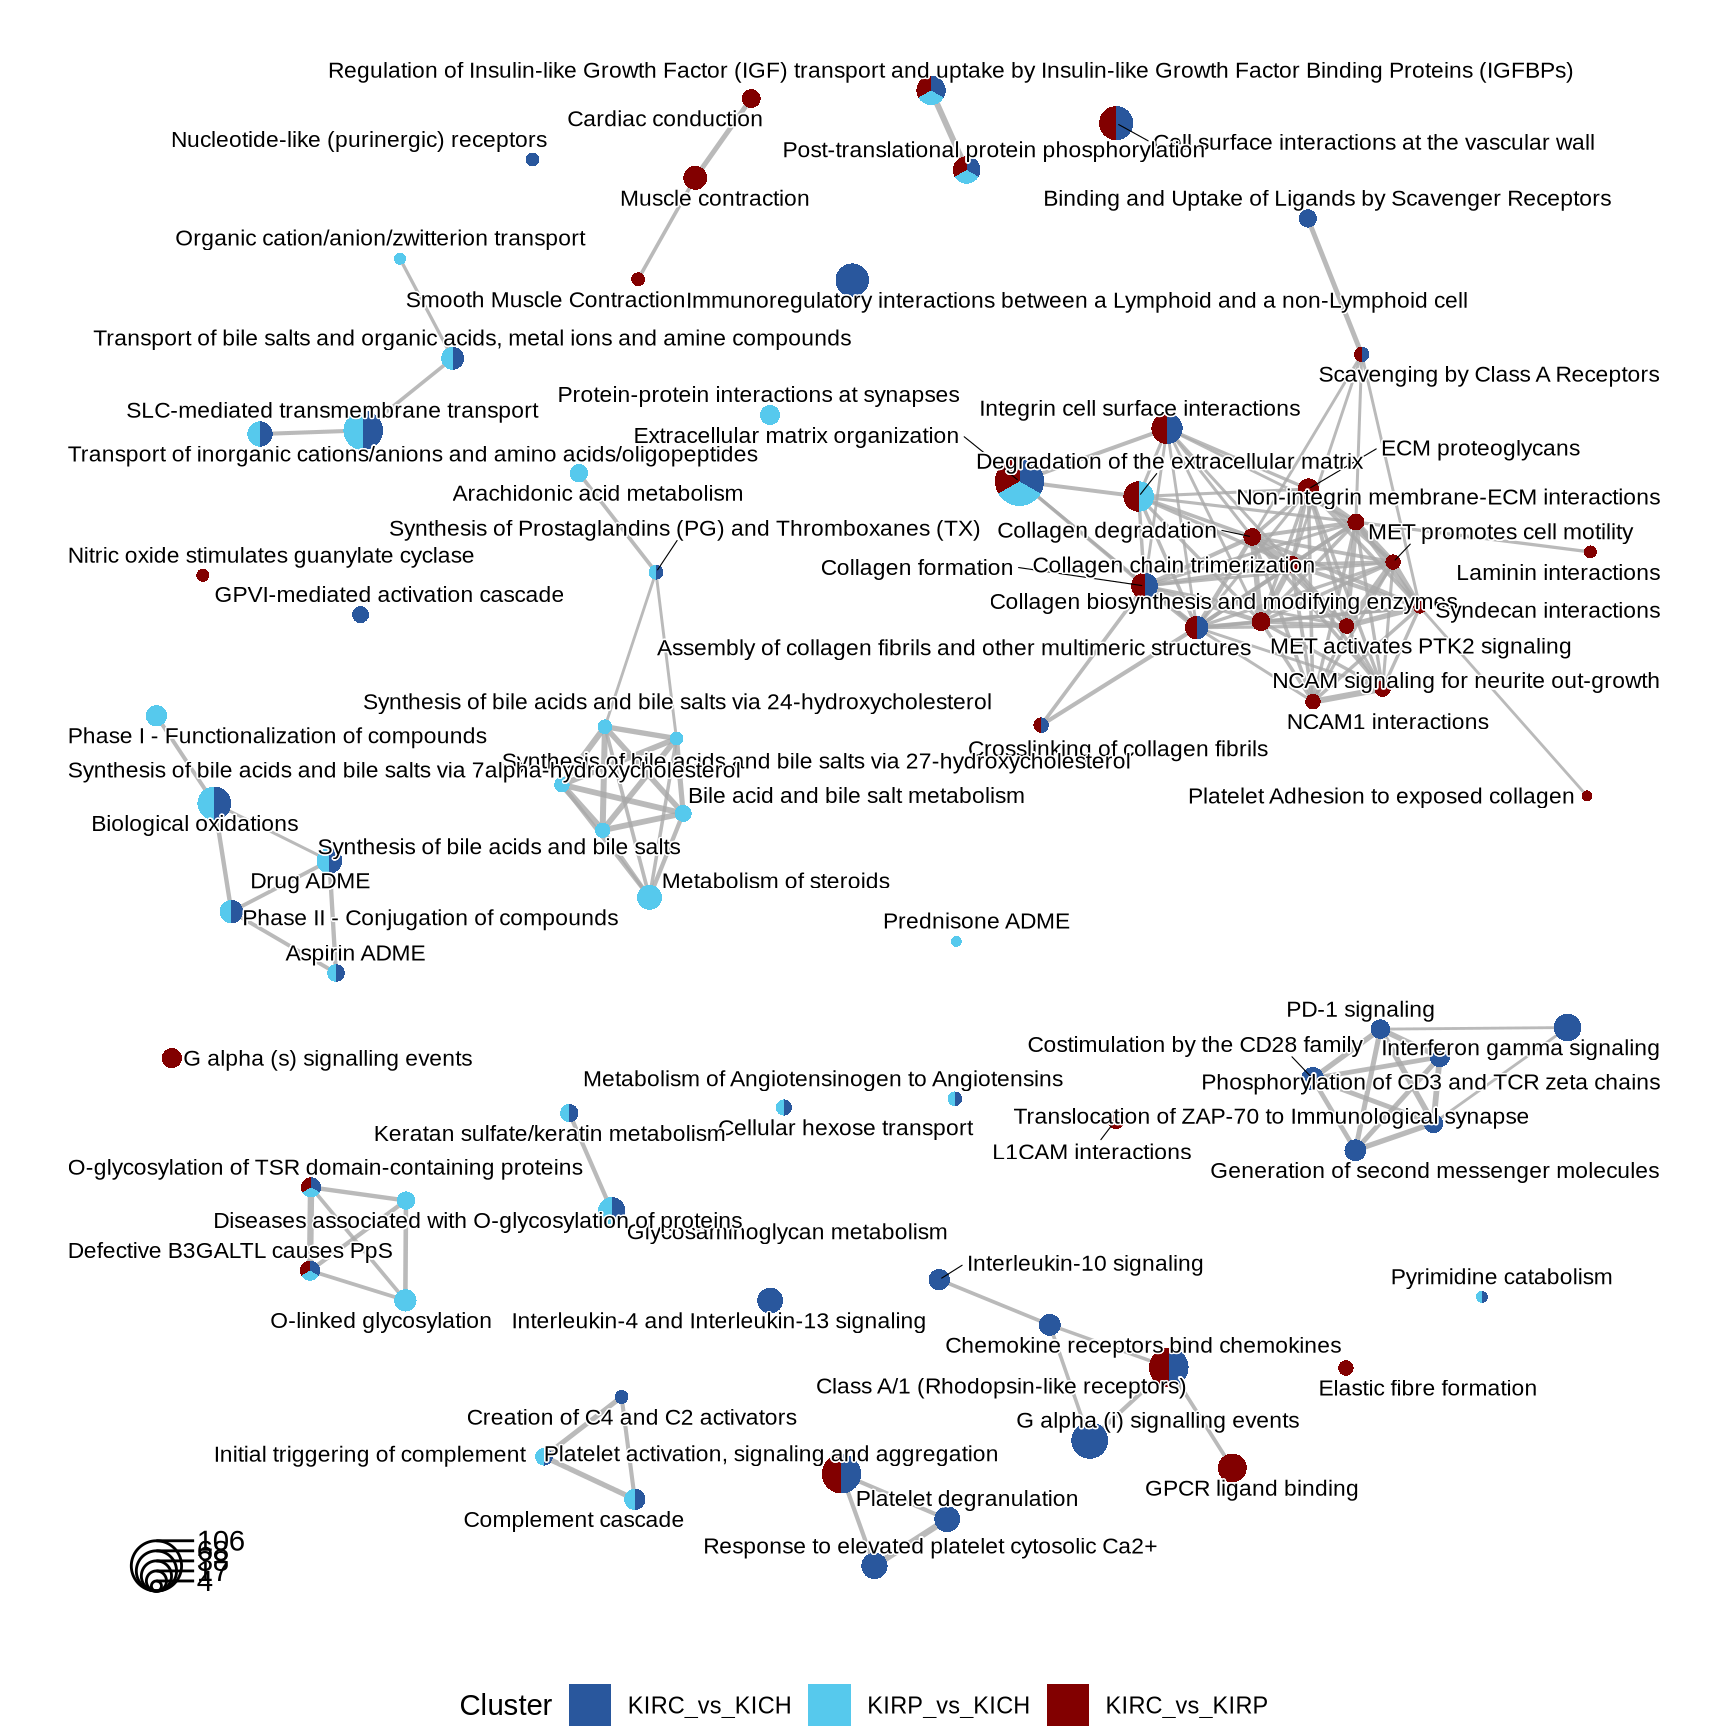 Regulation of Insulin-like Growth Factor (IGF) transport and uptake by Insulin-like Growth Factor Binding Proteins (IGFBPs)
Cardiac conduction
Nucleotide-like (purinergic) receptors
Cell surface interactions at the vascular wall
Post-translational protein phosphorylation
Muscle contraction
Binding and Uptake of Ligands by Scavenger Receptors
Organic cation/anion/zwitterion transport
Smooth Muscle Contraction
Immunoregulatory interactions between a Lymphoid and a non-Lymphoid cell
Transport of bile salts and organic acids, metal ions and amine compounds
Scavenging by Class A Receptors
Protein-protein interactions at synapses
SLC-mediated transmembrane transport
Integrin cell surface interactions
Extracellular matrix organization
ECM proteoglycans
Transport of inorganic cations/anions and amino acids/oligopeptides
Degradation of the extracellular matrix
Arachidonic acid metabolism
Non-integrin membrane-ECM interactions
Synthesis of Prostaglandins (PG) and Thromboxanes (TX)
Collagen degradation
MET promotes cell motility
Nitric oxide stimulates guanylate cyclase
Collagen formation
Collagen chain trimerization
Laminin interactions
GPVI-mediated activation cascade
Collagen biosynthesis and modifying enzymes
Syndecan interactions
Assembly of collagen fibrils and other multimeric structures
MET activates PTK2 signaling
NCAM signaling for neurite out-growth
Synthesis of bile acids and bile salts via 24-hydroxycholesterol
NCAM1 interactions
Phase I - Functionalization of compounds
Crosslinking of collagen fibrils
Synthesis of bile acids and bile salts via 27-hydroxycholesterol
Synthesis of bile acids and bile salts via 7alpha-hydroxycholesterol
Bile acid and bile salt metabolism
Platelet Adhesion to exposed collagen
Biological oxidations
Synthesis of bile acids and bile salts
Drug ADME
Metabolism of steroids
Phase II - Conjugation of compounds
Prednisone ADME
Aspirin ADME
PD-1 signaling
Costimulation by the CD28 family
Interferon gamma signaling
G alpha (s) signalling events
Metabolism of Angiotensinogen to Angiotensins
Phosphorylation of CD3 and TCR zeta chains
Translocation of ZAP-70 to Immunological synapse
Keratan sulfate/keratin metabolism
Cellular hexose transport
L1CAM interactions
O-glycosylation of TSR domain-containing proteins
Generation of second messenger molecules
Diseases associated with O-glycosylation of proteins
Glycosaminoglycan metabolism
Defective B3GALTL causes PpS
Interleukin-10 signaling
Pyrimidine catabolism
O-linked glycosylation
Interleukin-4 and Interleukin-13 signaling
Chemokine receptors bind chemokines
Class A/1 (Rhodopsin-like receptors)
Elastic fibre formation
Creation of C4 and C2 activators
G alpha (i) signalling events
Initial triggering of complement
Platelet activation, signaling and aggregation
GPCR ligand binding
Platelet degranulation
Complement cascade
Response to elevated platelet cytosolic Ca2+
106
17
4
Cluster
KIRC_vs_KICH
KIRP_vs_KICH
KIRC_vs_KIRP